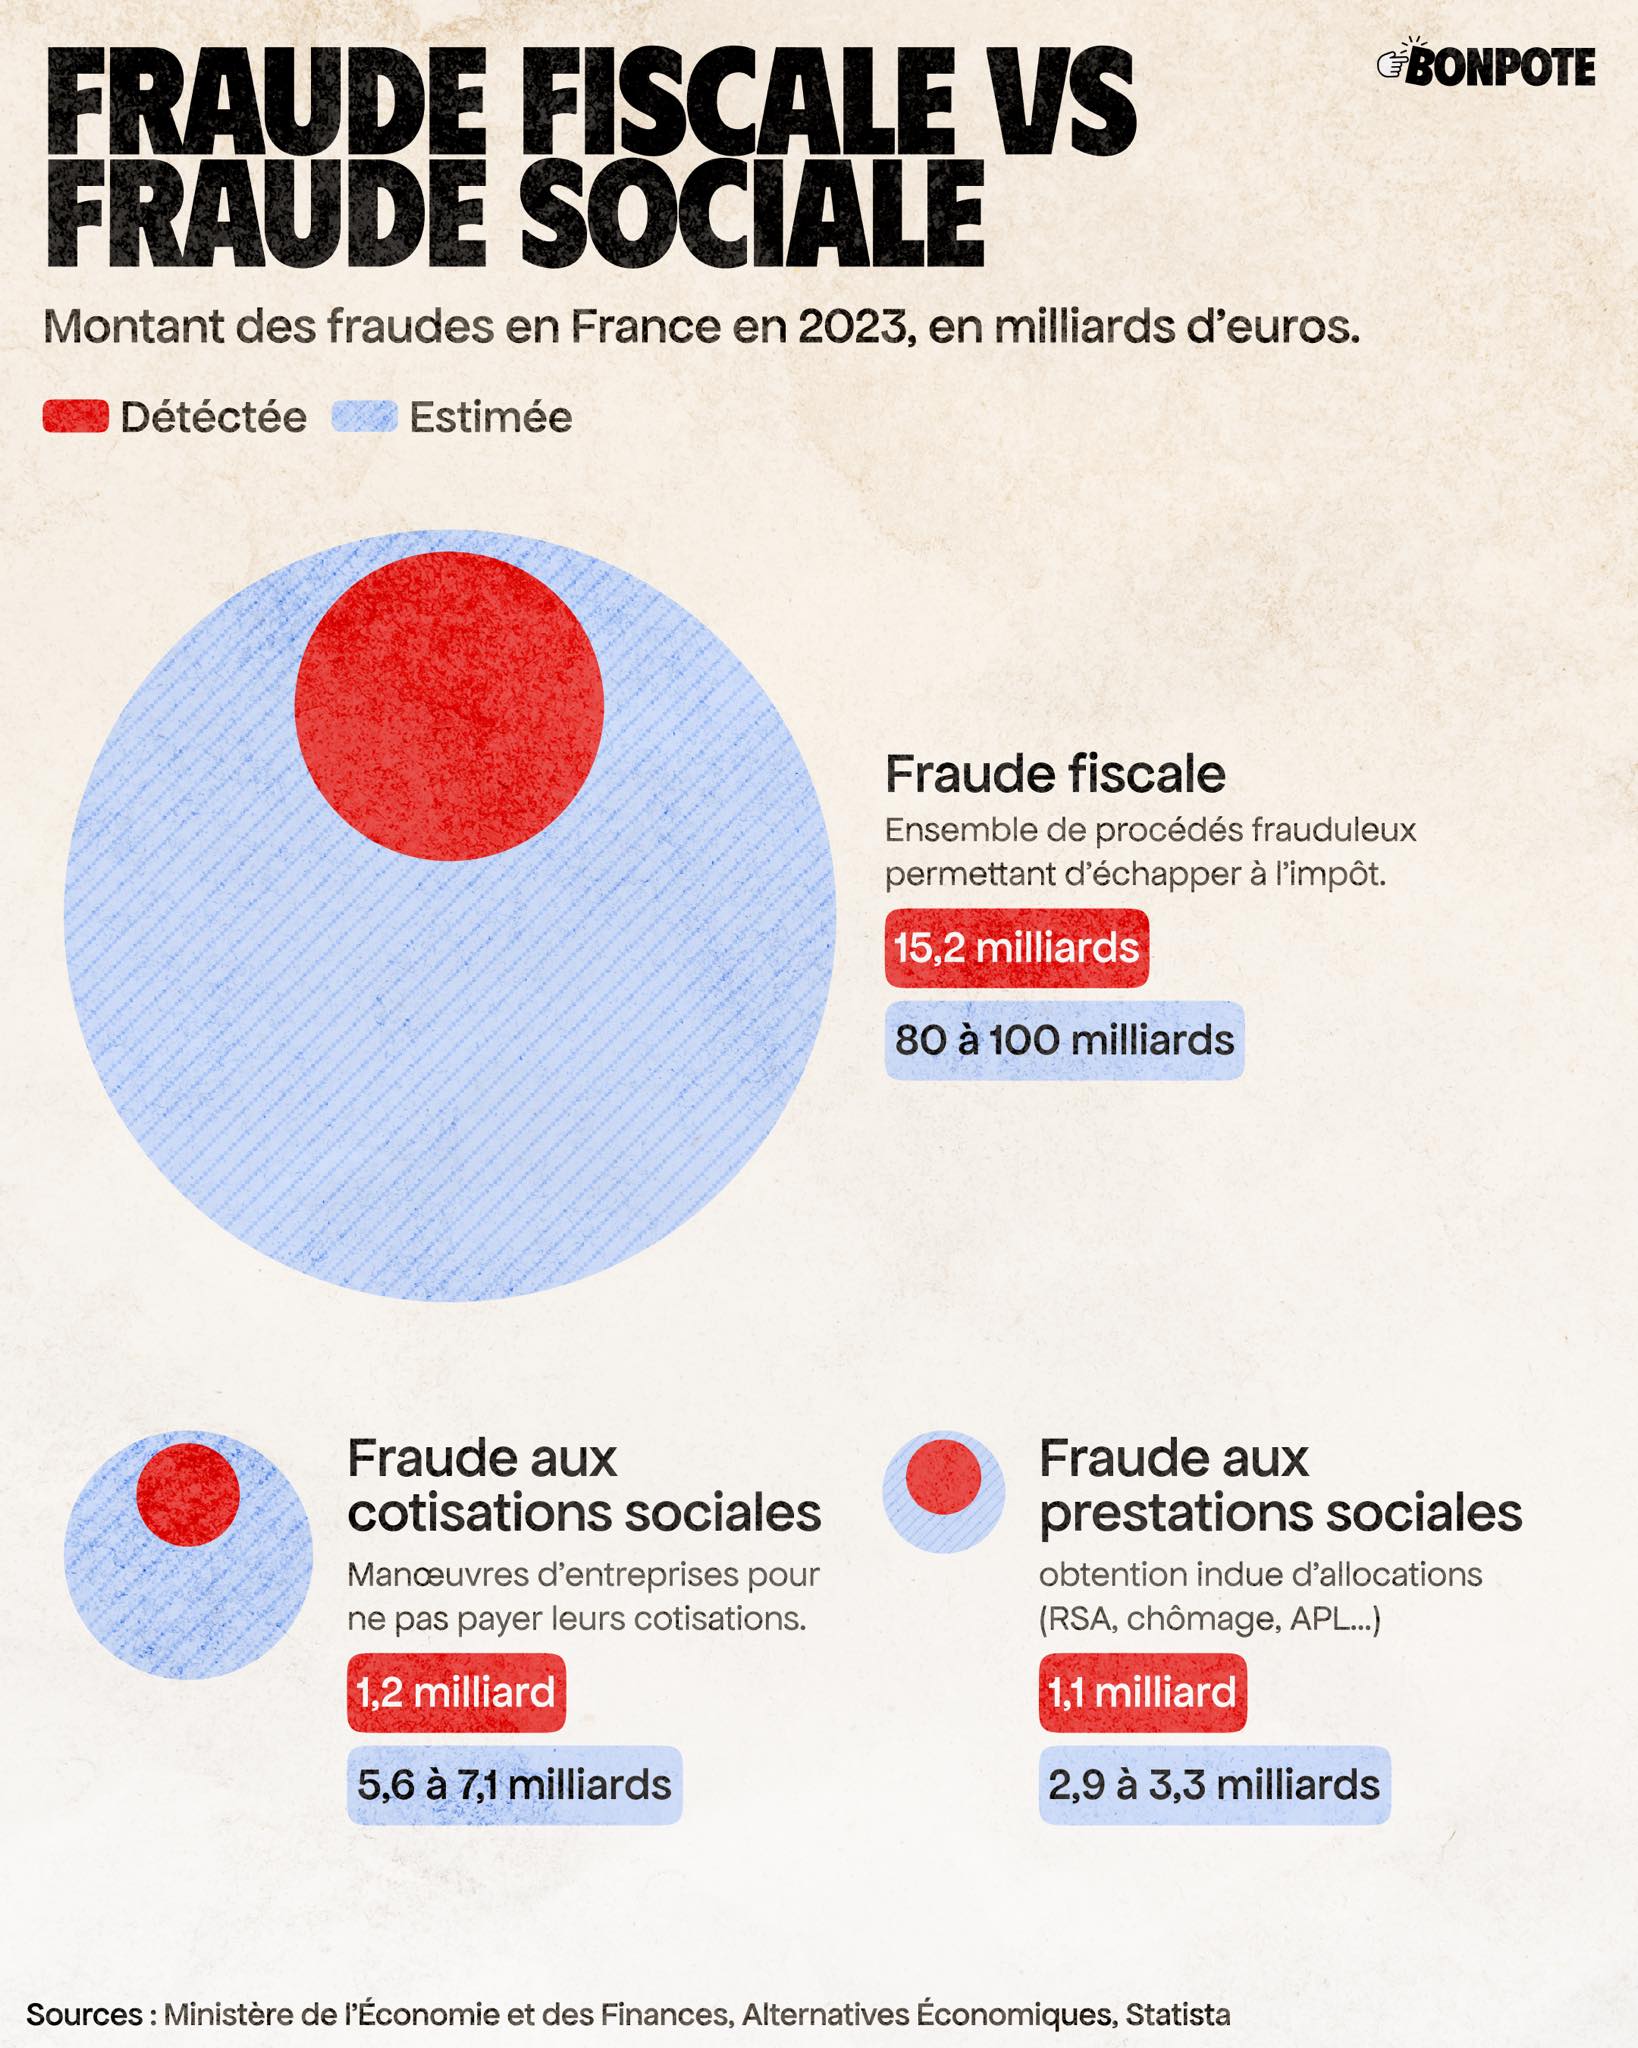 FRAUDE FISCALE VS
FRAUDE SOCIALE
BONPOTE
Montant des fraudes en France en 2023, en milliards d’euros.
Détéctée
Estimée
Fraude fiscale
Ensemble de procédés frauduleux
permettant d’échapper à l’impôt.
15,2 milliards
80 à 100 milliards
Fraude aux
cotisations sociales
Manœuvres d’entreprises pour
ne pas payer leurs cotisations.
1,2 milliard
5,6 à 7,1 milliards
Fraude aux
prestations sociales
obtention indue d’allocations
(RSA, chômage, APL...)
1,1 milliard
2,9 à 3,3 milliards
Sources : Ministère de l’Économie et des Finances, Alternatives Économiques, Statista